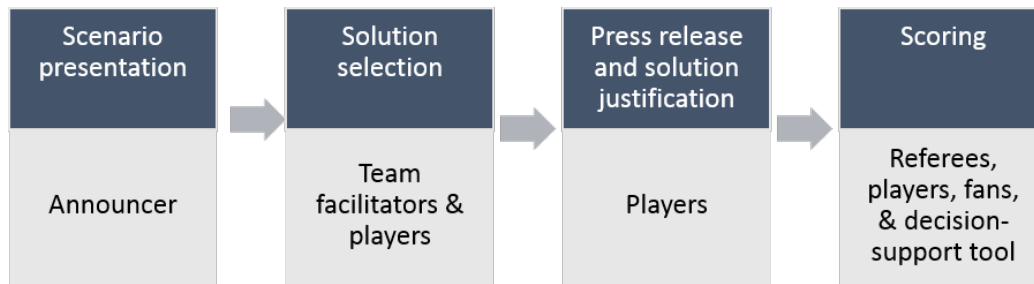 Scenario
presentation
Announcer
Solution
selection
Team
facilitators &
players
Press release
and solution
justification
Players
Scoring
Referees,
players, fans,
& decision-
support tool